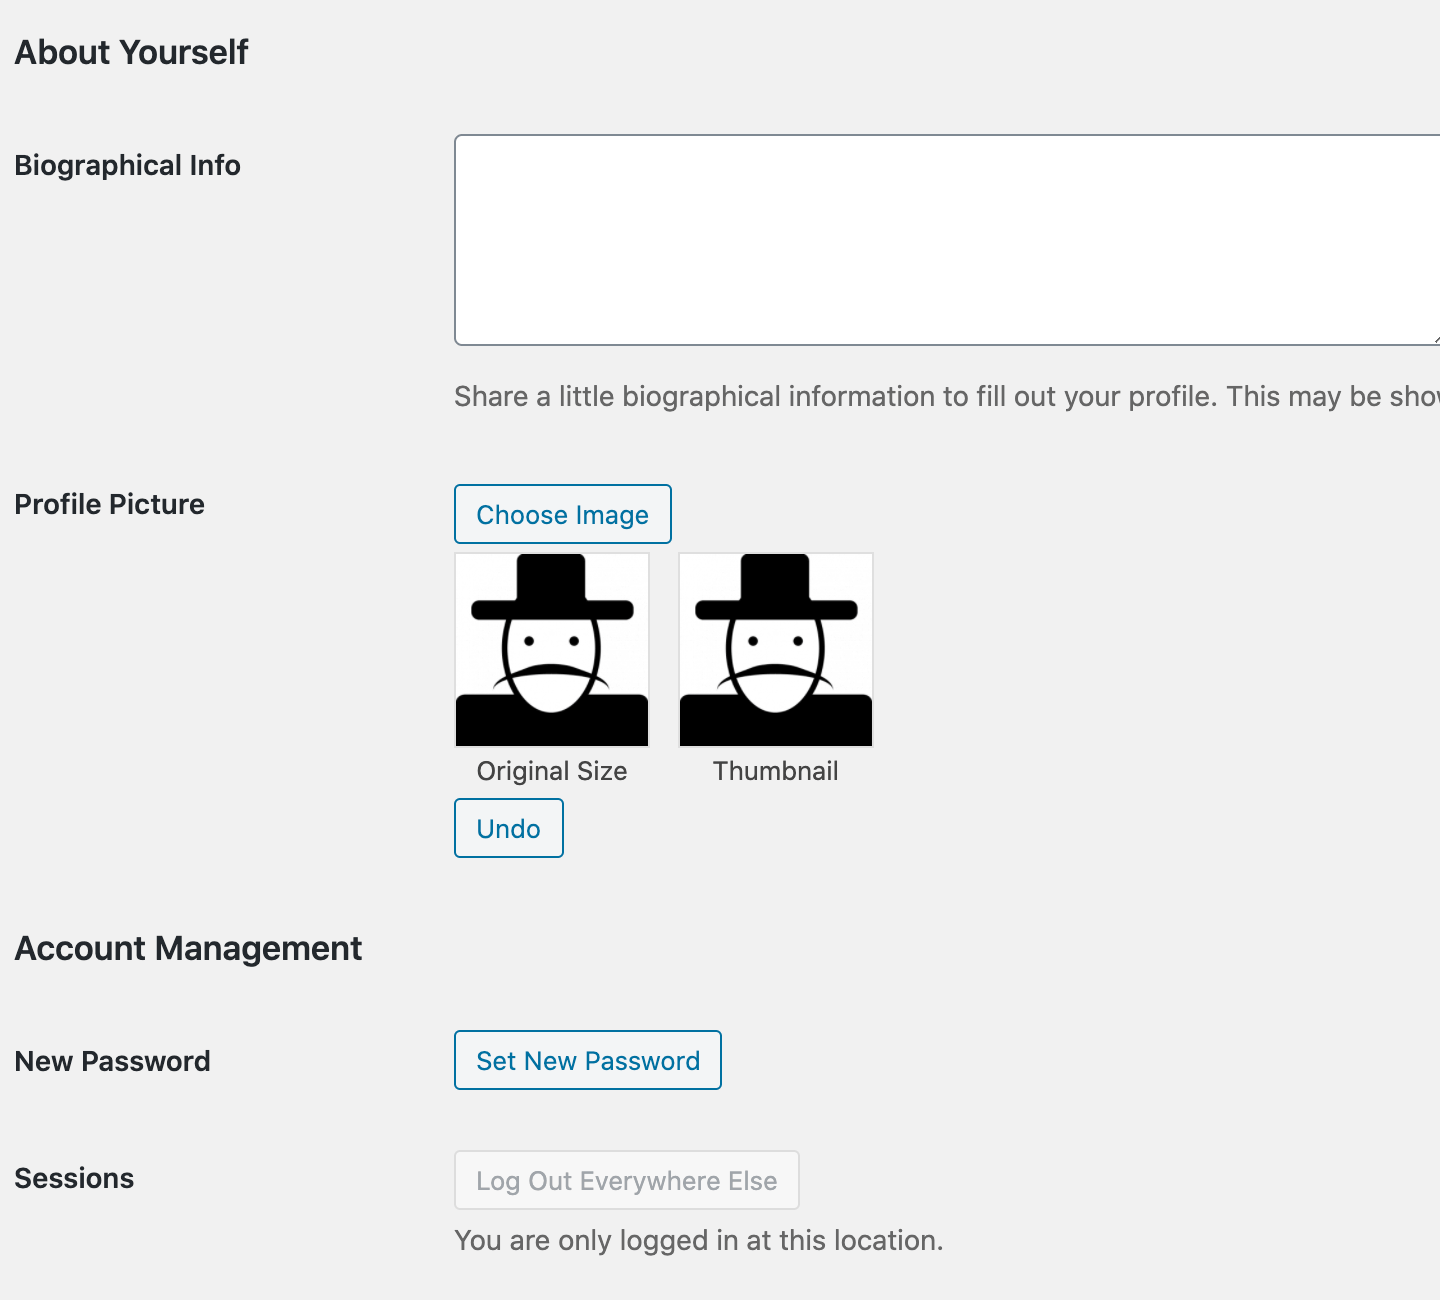 About Yourself
Biographical Info
Share a little biographical information to fill out your profile. This may be
Profile Picture
Choose Image
Original Size
Thumbnail
Undo
Account Management
New Password
Set New Password
Sessions
Log Out Everywhere Else
You are only logged in at this location.